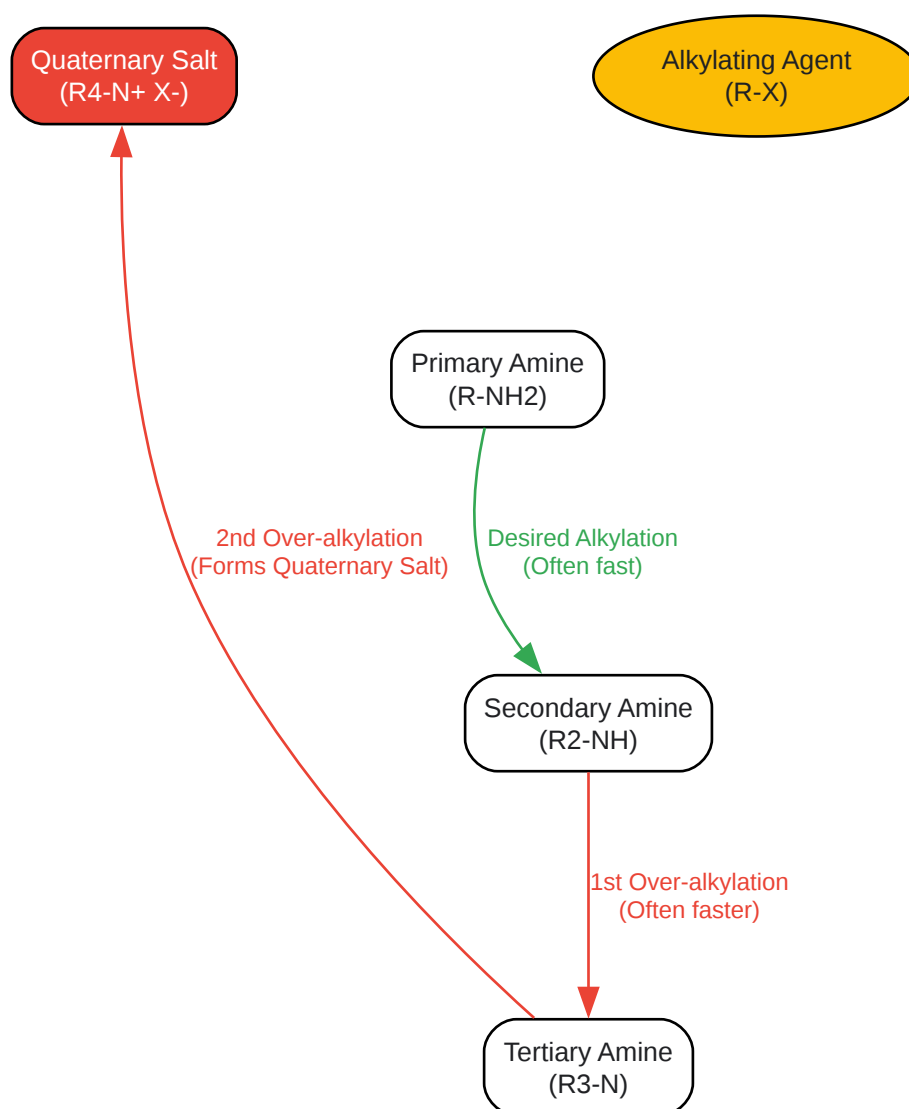 Quaternary Salt
(R4-N+ X-)
Alkylating Agent
(R-X)
Primary Amine
(R-NH2)
2nd Over-alkylation
(Forms Quaternary Salt)
Desired Alkylation
(Often fast)
Secondary Amine
(R2-NH)
1st Over-alkylation
(Often faster)
Tertiary Amine
(R3-N)